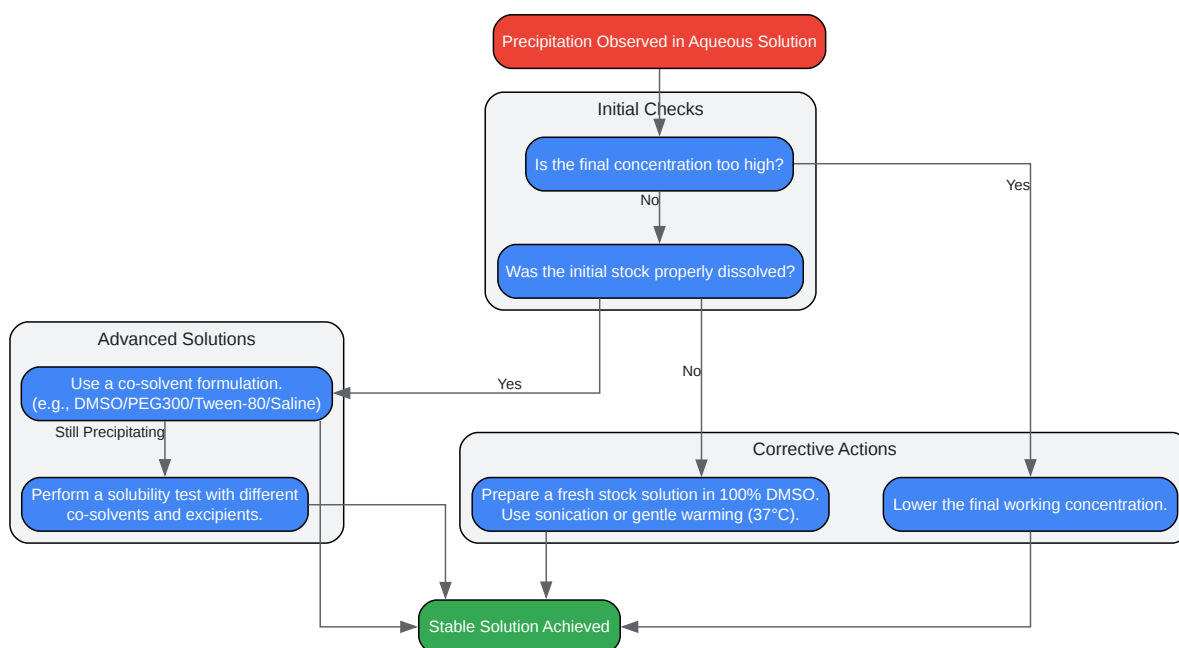 Precipitation Observed in Aqueous Solution
Initial Checks
Is the final concentration too high?
Yes
No
Was the initial stock properly dissolved?
Advanced Solutions
Use a co-solvent formulation.
(e.g., DMSO/PEG300/Tween-80/Saline)
Yes
No
Still Precipitating
Corrective Actions
Perform a solubility test with different
co-solvents and excipients.
Prepare a fresh stock solution in 100% DMSO.
Use sonication or gentle warming (37°C).
Lower the final working concentration.
Stable Solution Achieved